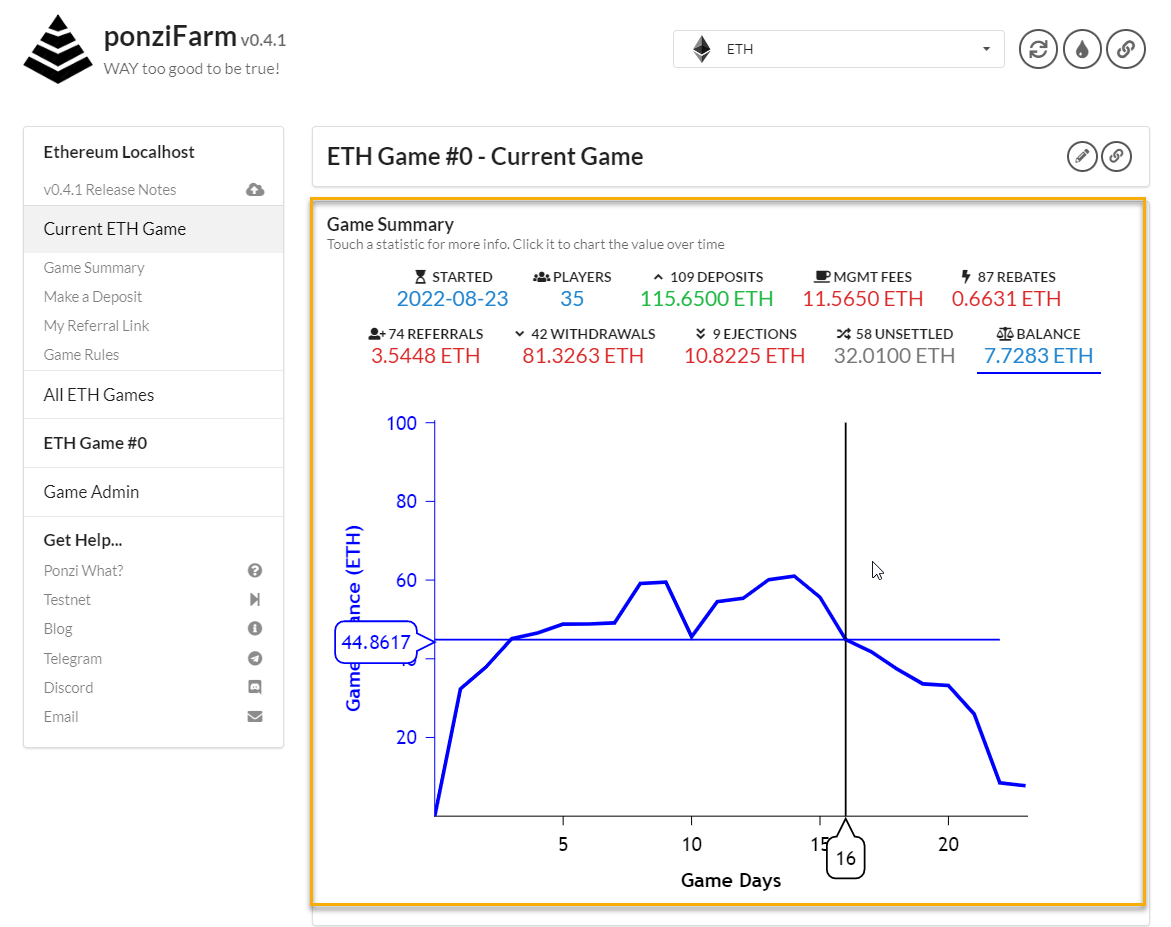 ponziFarm v0.4.1
WAY too good to be true!
ETH
Ethereum Localhost
v0.4.1 Release Notes
Current ETH Game
Game Summary
Make a Deposit
My Referral Link
Game Rules
All ETH Games
ETH Game #0
Game Admin
Get Help...
Ponzi What?
Testnet
Blog
Telegram
Discord
Email
ETH Game #0 - Current Game
Game Summary
Touch a statistic for more info. Click it to chart the value over time
STARTED PLAYERS 109 DEPOSITS MGMT FEES 87 REBATES
2022-08-23 35 115.6500 ETH 11.5650 ETH 0.6631 ETH
74 REFERRALS 42 WITHDRAWALS 9 EJECTIONS 58 UNSETTLED BALANCE
3.5448 ETH 81.3263 ETH 10.8225 ETH 32.0100 ETH 7.7283 ETH
100
80
60
20
44.8617
(ETH)
5 10 15 20
16
Game Days